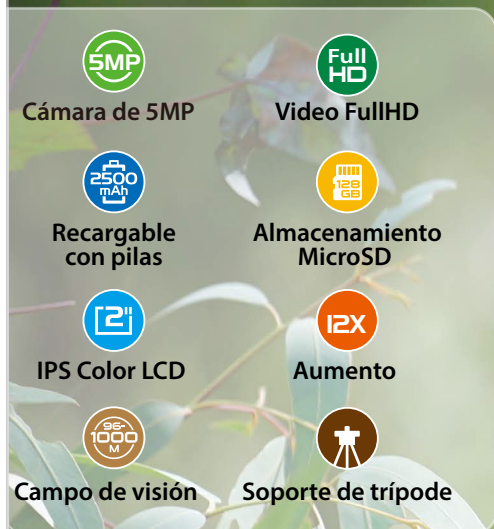 5MP
Full
HD
Cámara de 5MP
Video FullHD
2500
mAh
128
GB
Recargable
con pilas
Almacenamiento
MicroSD
2"
12X
IPS Color LCD
Aumento
96-
1000
M
Campo de visión
Soporte de trípode